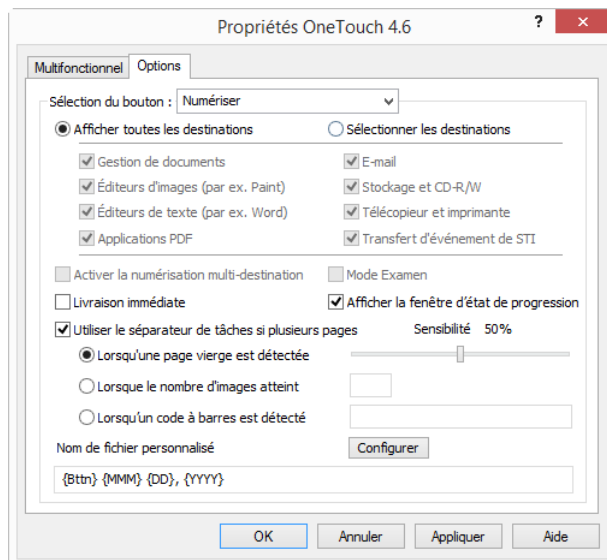 Propriétés OneTouch 4.6
?
Multifonctionnel Options
Sélection du bouton : Numériser
Afficher toutes les destinations Sélectionner les destinations
Gestion de documents E-mail
Éditeurs d'images (par ex. Paint) Stockage et CD-R/W
Éditeurs de texte (par ex. Word) Télécopieur et imprimante
Applications PDF Transfert d'événement de STI
Activer la numérisation multi-destination Mode Examen
Livraison immédiate Afficher la fenêtre d'état de progression
Utiliser le séparateur de tâches si plusieurs pages Sensibilité 50%
Lorsqu'une page vierge est détectée
Lorsque le nombre d'images atteint
Lorsqu'un code à barres est détecté
Nom de fichier personnalisé Configurer
{Bttn} {MMM} {DD}, {YYYY}
OK Annuler Appliquer Aide